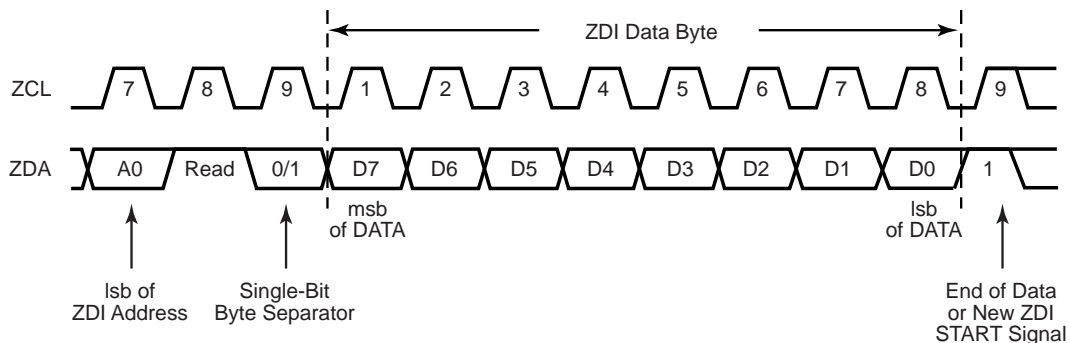 ZDI Data Byte
ZCL 7 8 9 1 2 3 4 5 6 7 8 9
ZDA A0 Read 0/1 D7 D6 D5 D4 D3 D2 D1 D0 1
msb
of DATA
lsb
of DATA
lsb of
ZDI Address
Single-Bit
Byte Separator
End of Data
or New ZDI
START Signal